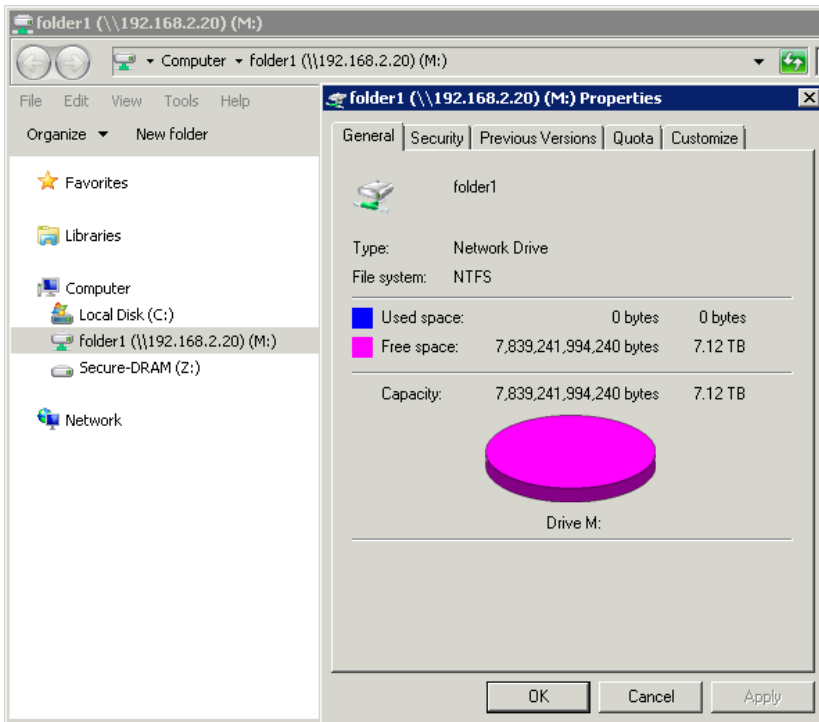 folder1 (\\192.168.2.20) (M:)
Computer folder1 (\\192.168.2.20) (M:)
File Edit View Tools Help
Organize New folder
Favorites
Libraries
Computer
Local Disk (C:)
folder1 (\\192.168.2.20) (M:)
Secure-DRAM (Z:)
Network
folder1 (\\192.168.2.20) (M:) Properties
General Security Previous Versions Quota Customize
folder1
Type: Network Drive
File system: NTFS
Used space: 0 bytes 0 bytes
Free space: 7,839,241,994,240 bytes 7.12 TB
Capacity: 7,839,241,994,240 bytes 7.12 TB
Drive M:
OK Cancel Apply